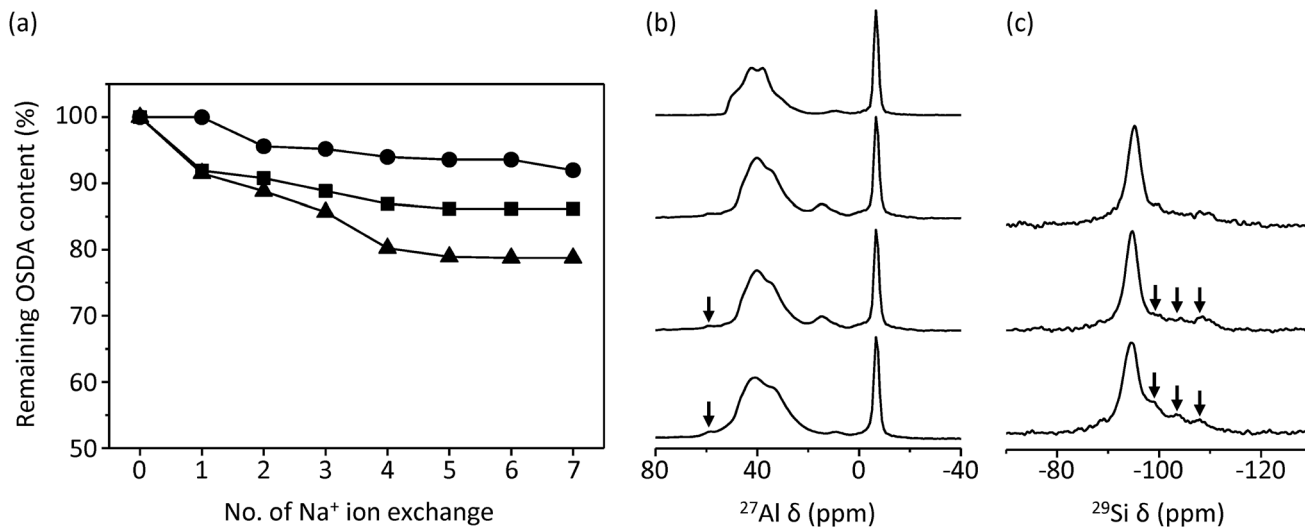 (a)
Remaining OSDA content (%)
100
90
80
70
60
50
0 1 2 3 4 5 6 7
No. of Na⁺ ion exchange
(b)
80 40 0 -40
²⁷Al δ (ppm)
(c)
-80 -100 -120
²⁹Si δ (ppm)